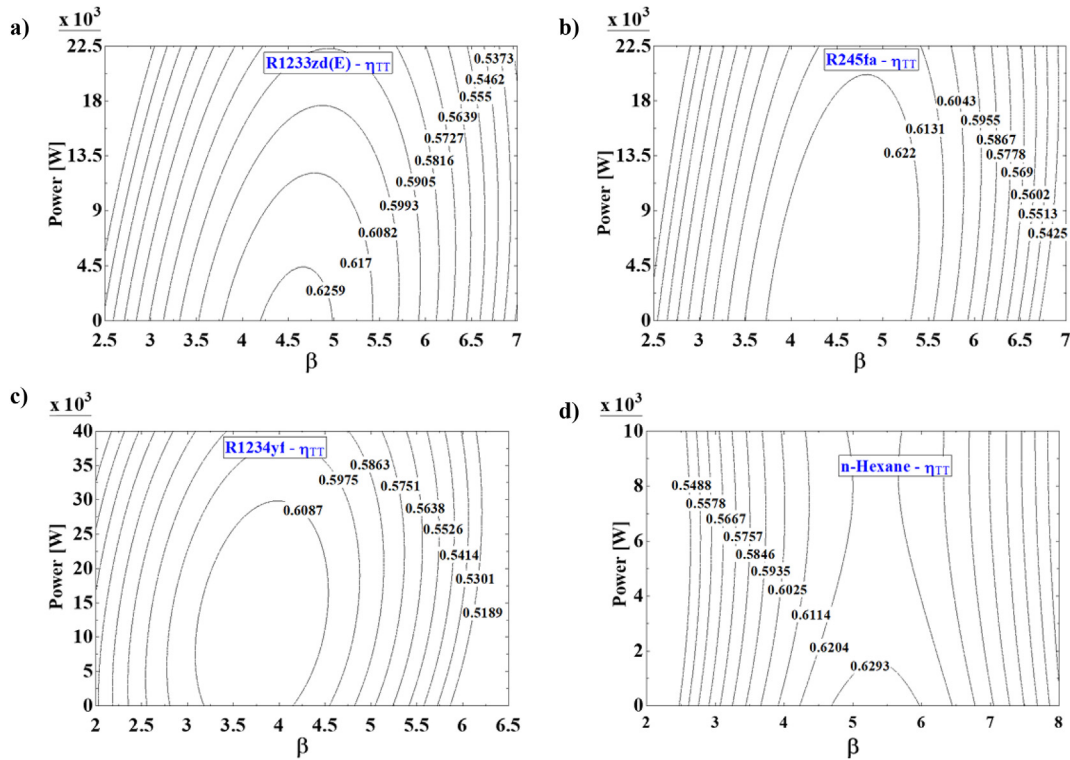 a)
x 10³
R1233zd(E) - ηTT
Power [W]
22.5
18
13.5
9
4.5
0
0.5373
0.5462
0.555
0.5639
0.5727
0.5816
0.5905
0.5993
0.6082
0.617
0.6259
2.5 3 3.5 4 4.5 5 5.5 6 6.5 7
β
b)
x 10³
R245fa - ηTT
Power [W]
22.5
18
13.5
9
4.5
0
0.6043
0.5955
0.6131
0.5867
0.622
0.5778
0.569
0.5602
0.5513
0.5425
2.5 3 3.5 4 4.5 5 5.5 6 6.5 7
β
c)
x 10³
R1234yf - ηTT
Power [W]
40
35
30
25
20
15
10
5
0
0.5863
0.5975
0.5751
0.6087
0.5638
0.5526
0.5414
0.5301
0.5189
2 2.5 3 3.5 4 4.5 5 5.5 6 6.5
β
d)
x 10³
n-Hexane - ηTT
Power [W]
10
8
6
4
2
0
0.5488
0.5578
0.5667
0.5757
0.5846
0.5935
0.6025
0.6114
0.6204
0.6293
2 3 4 5 6 7 8
β